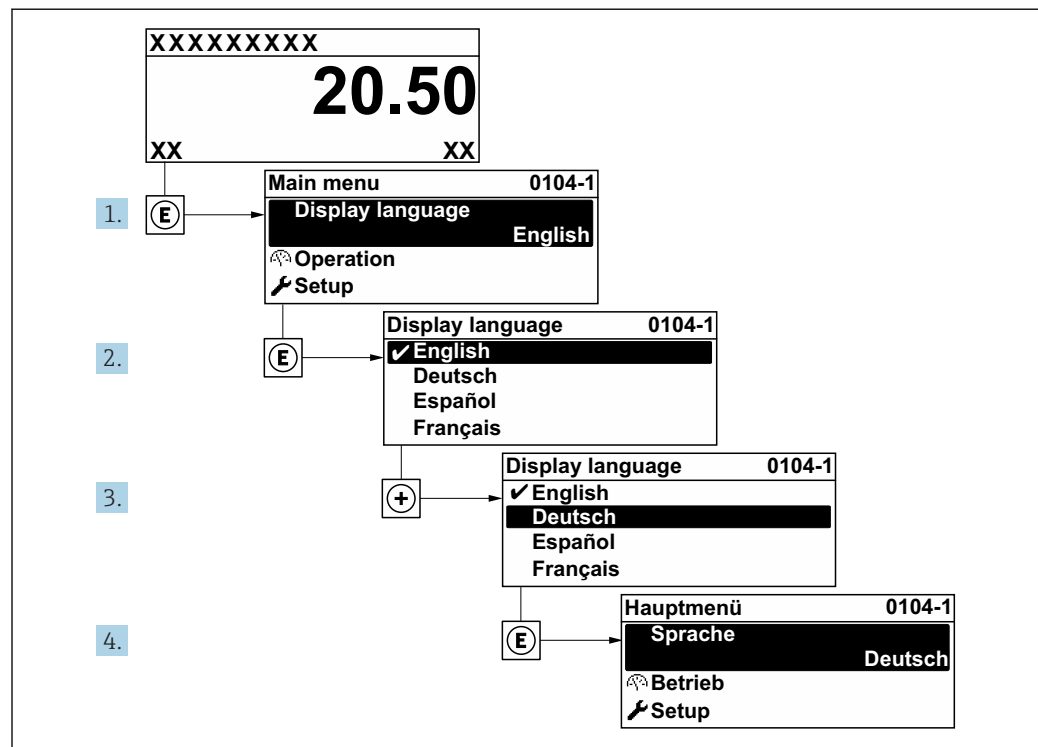 XXXXXXXXX
20.50
XX XX
1. E
Main menu 0104-1
Display language
English
Operation
Setup
2. E
Display language 0104-1
✔English
Deutsch
Español
Français
3. +
Display language 0104-1
✔English
Deutsch
Español
Français
4. E
Hauptmenü 0104-1
Sprache
Deutsch
Betrieb
Setup